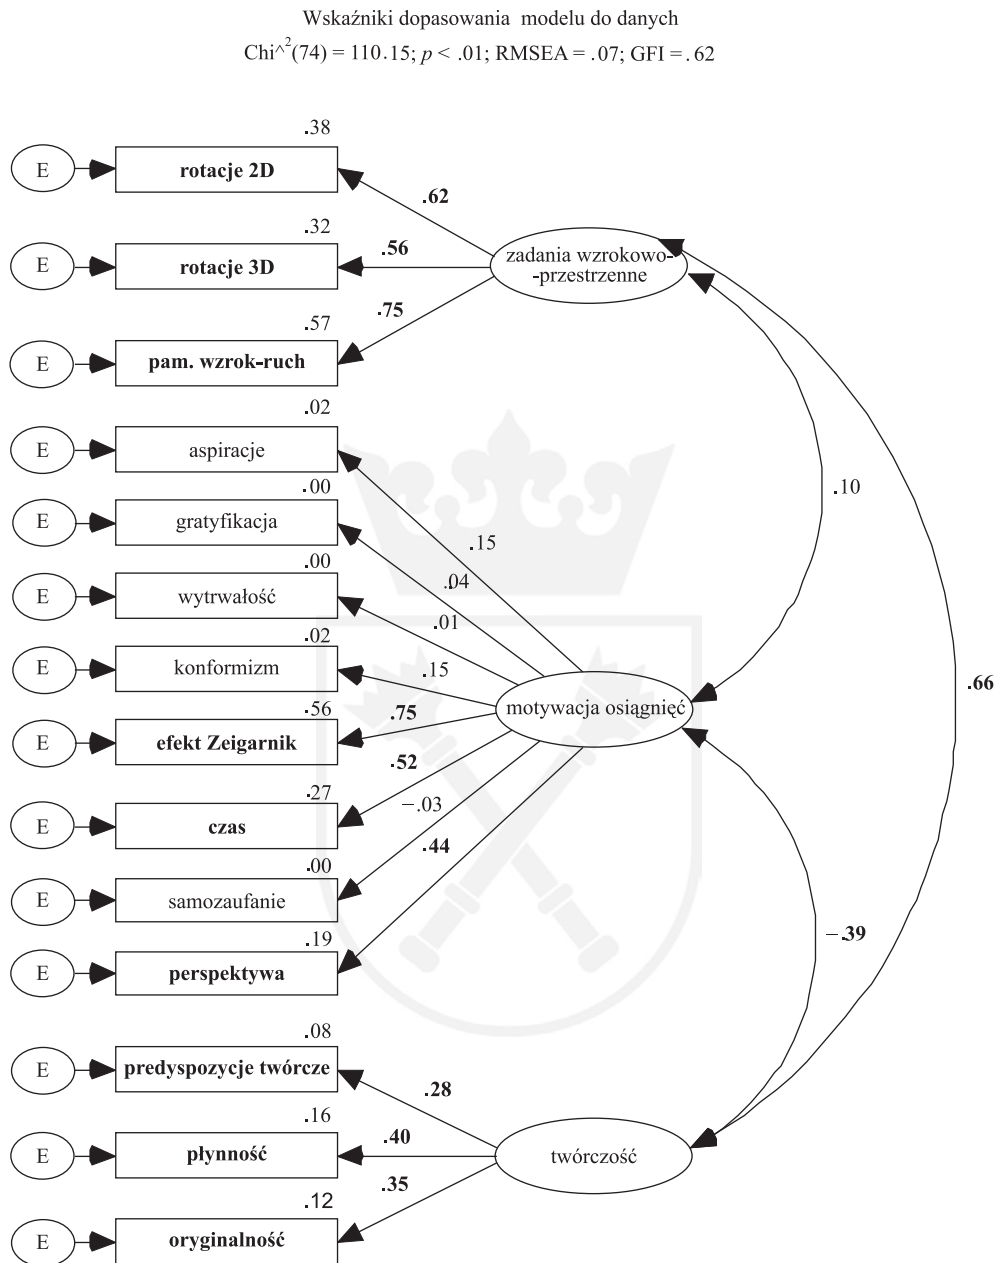 Wskaźniki dopasowania modelu do danych
Chi^2(74) = 110.15; p < .01; RMSEA = .07; GFI = .62
.38
E
rotacje 2D
.62
.32
E
rotacje 3D
.56
zadania wzrokowo-
-przestrzenne
.75
.57
E
pam. wzrok-ruch
.02
E
aspiracje
.10
.00
E
gratyfikacja
.15
.04
.00
E
wytrwałość
.01
.02
E
konformizm
.15
.66
motywacja osiągnięć
.56
.75
E
efekt Zeigarnik
.52
.27
−.03
E
czas
.44
.00
E
samozaufanie
−.39
.19
E
perspektywa
.08
E
predyspozycje twórcze
.28
.16
E
płynność
.40
twórczość
.35
.12
E
oryginalność